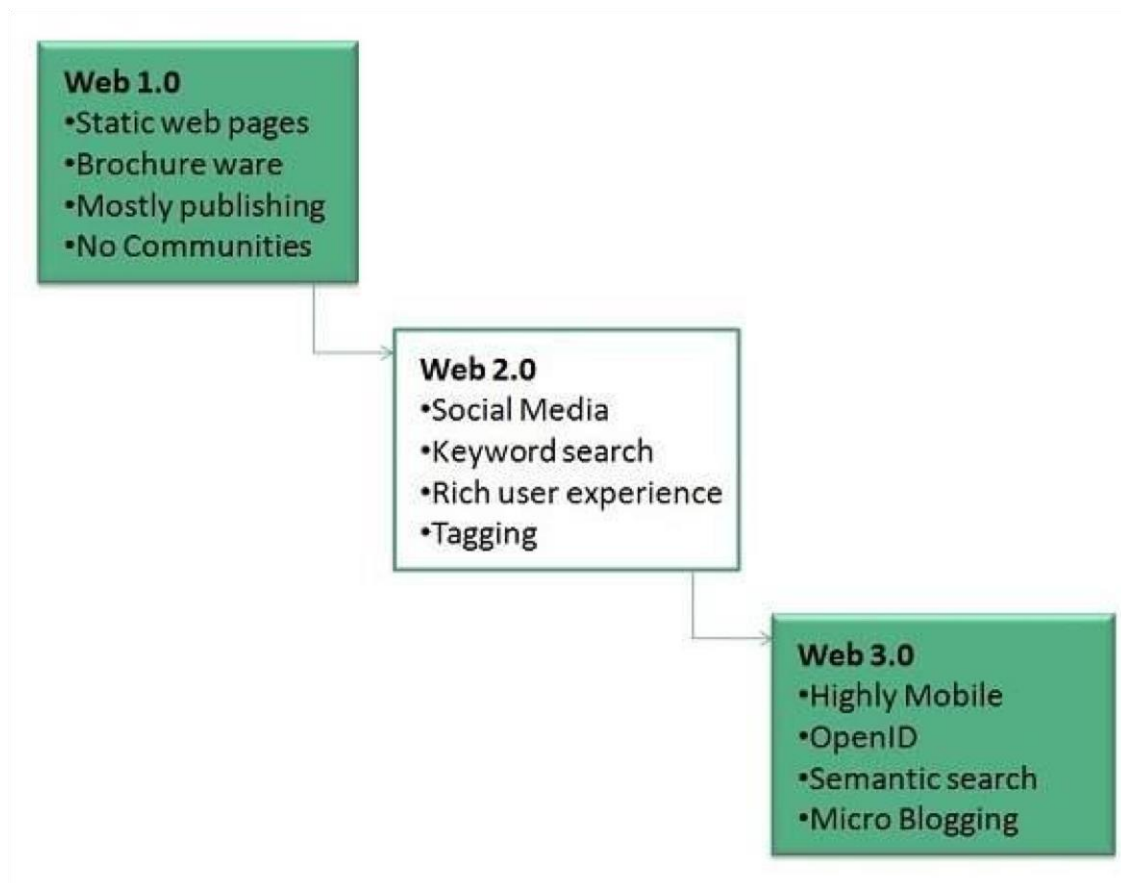 Web 1.0
•Static web pages
•Brochure ware
•Mostly publishing
•No Communities
Web 2.0
•Social Media
•Keyword search
•Rich user experience
•Tagging
Web 3.0
•Highly Mobile
•OpenID
•Semantic search
•Micro Blogging